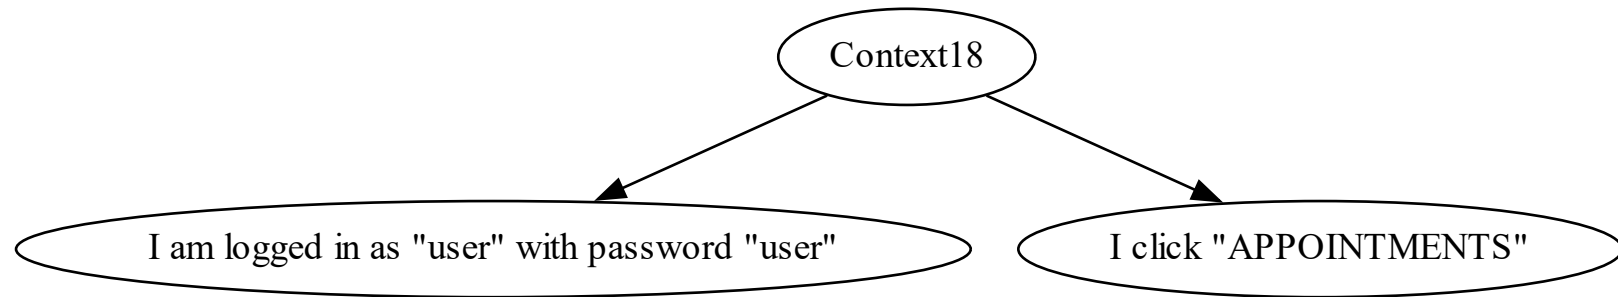 Context18
I am logged in as "user" with password "user"
I click "APPOINTMENTS"